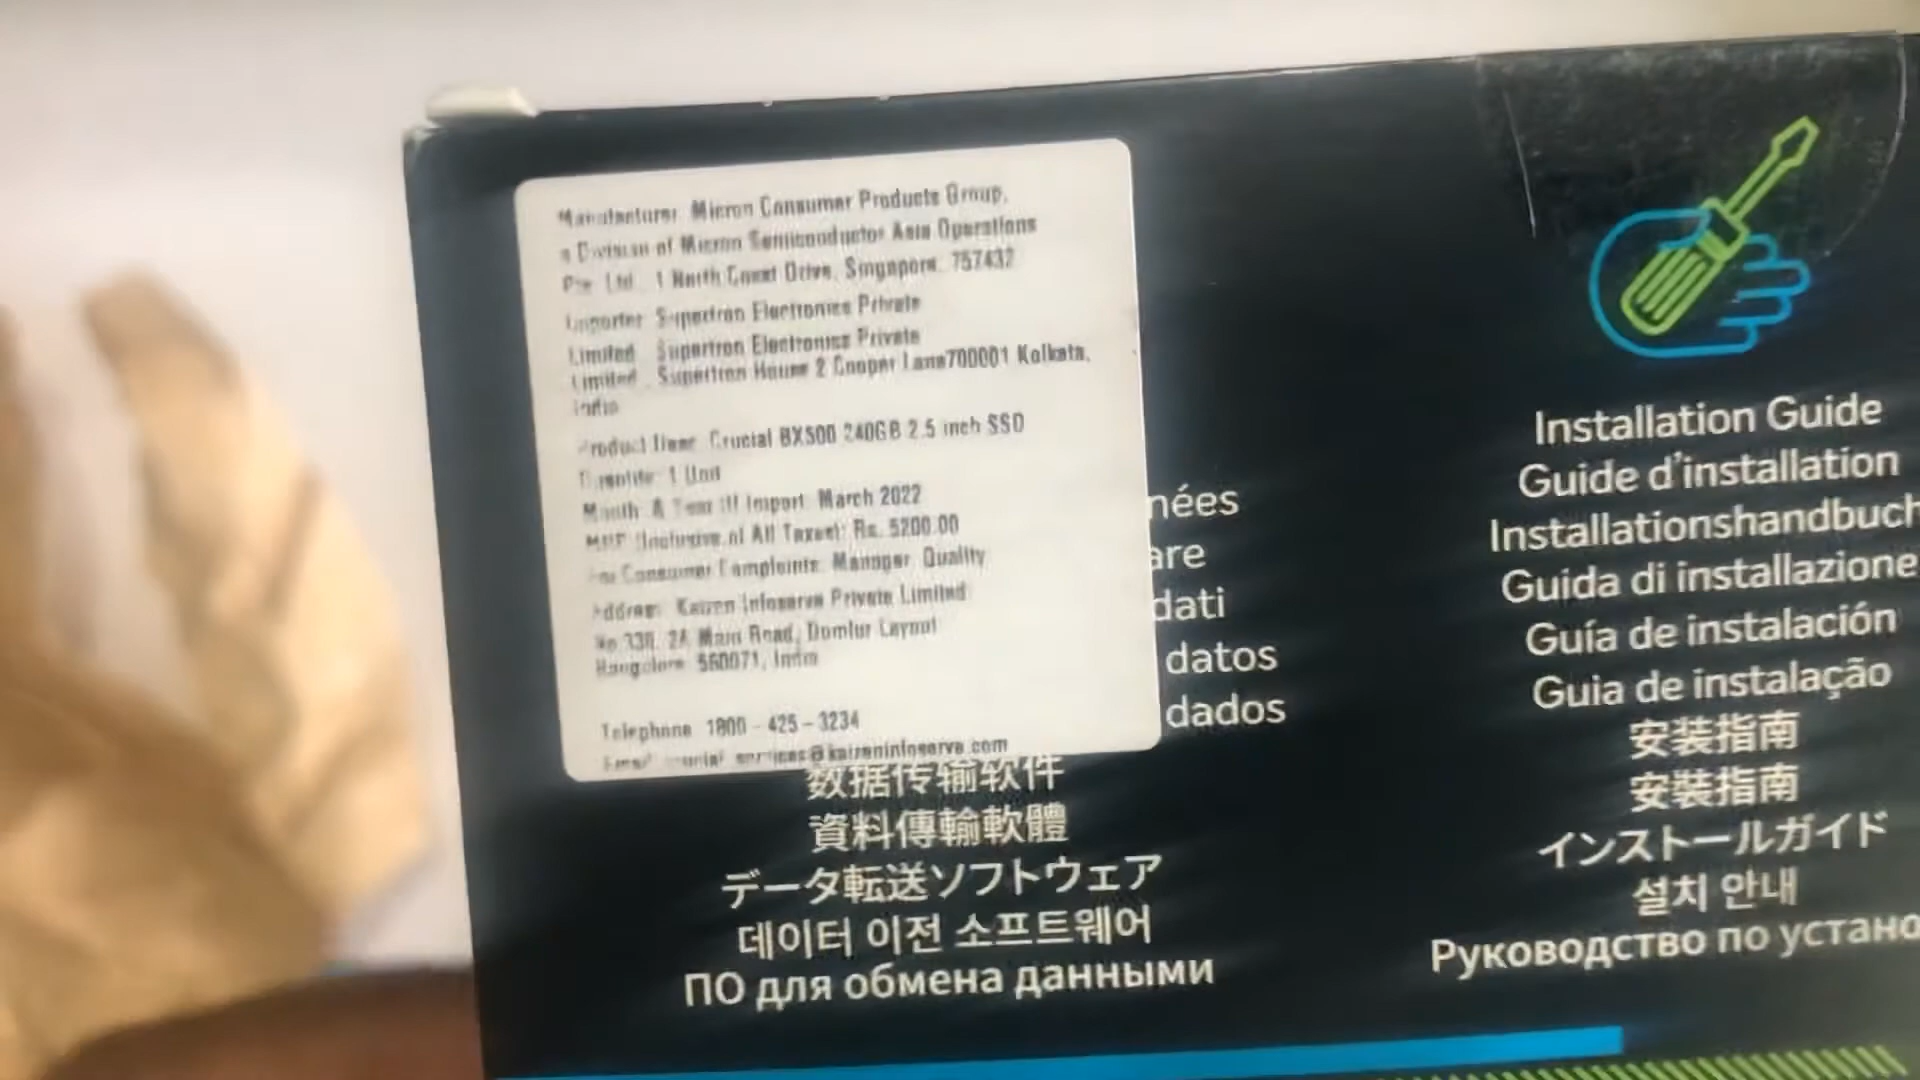 Manufacturer Micron Consumer Products Group,
a Division of Micron Semiconductor Asia Operations
Pte Ltd. 1 North Coast Drive, Singapore. 757432
Importer Supertron Electronics Private
Limited Supertron Electronics Private
Limited Supertron House 2 Cooper Lane700001 Kolkata,
India
Product Name Crucial BX500 240GB 2.5 inch SSD
1 Unit
Month & Year Of Import March 2022
MRP (Inclusive of All Taxes): Rs. 5200.00
For Consumer Complaints Manager Quality
Address Kairen Infoserve Private Limited
No 330, 2A Main Road, Domlur Layout
Bangalore 560071, India
Telephone 1800 - 425 - 3234
Email crucial services@kaireninfoserve.com
nées
are
dati
datos
dados
数据传输软件
資料傳輸軟體
データ転送ソフトウェア
데이터 이전 소프트웨어
ПО для обмена данными
Installation Guide
Guide d'installation
Installationshandbuch
Guida di installazione
Guía de instalación
Guia de instalação
安装指南
安裝指南
インストールガイド
설치 안내
Руководство по устано